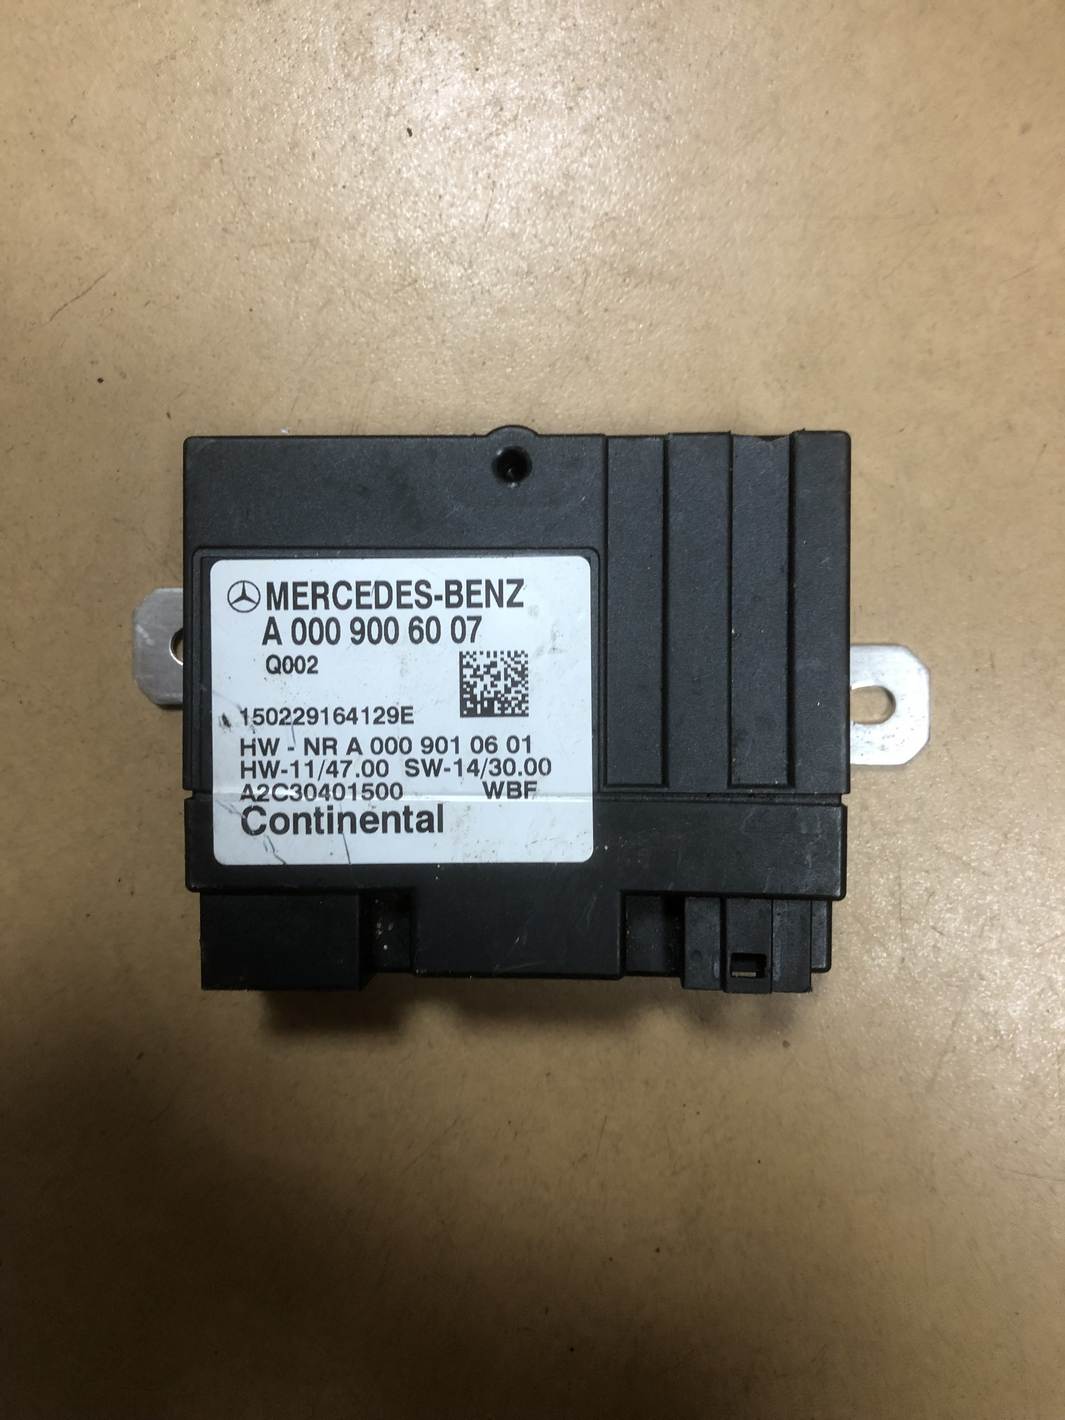 MERCEDES-BENZ
A 000 900 60 07
Q002
150229164129E
HW - NR A 000 901 06 01
HW-11/47.00 SW-14/30.00
A2C30401500 WBF
Continental